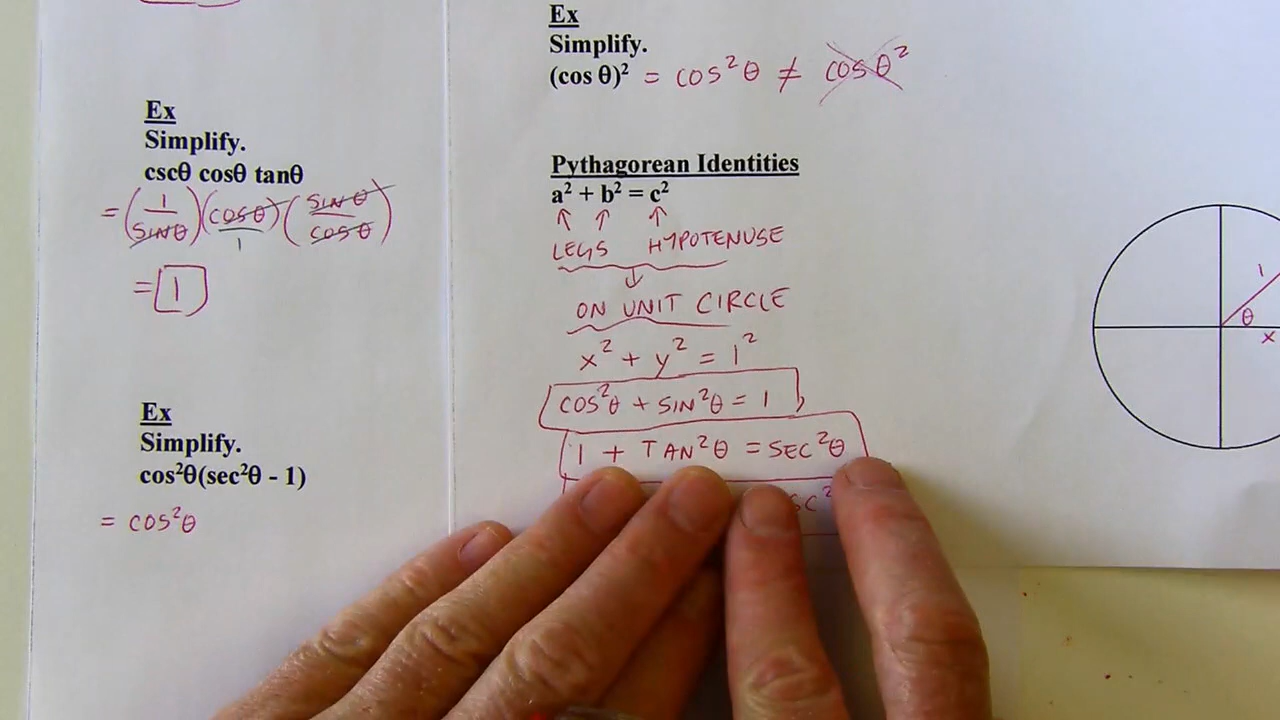 Ex
Simplify.
cscθ cosθ tanθ
= (1/SINθ)(COSθ/1)(SINθ/COSθ)
= 1
Ex
Simplify.
cos²θ(sec²θ - 1)
= COS²θ
Ex
Simplify.
(cos θ)² = COS²θ ≠ COSθ²
Pythagorean Identities
a² + b² = c²
↑ ↑ ↑
LEGS HYPOTENUSE
↓
ON UNIT CIRCLE
x² + y² = 1²
COS²θ + SIN²θ = 1
1 + TAN²θ = SEC²θ
1
θ
x